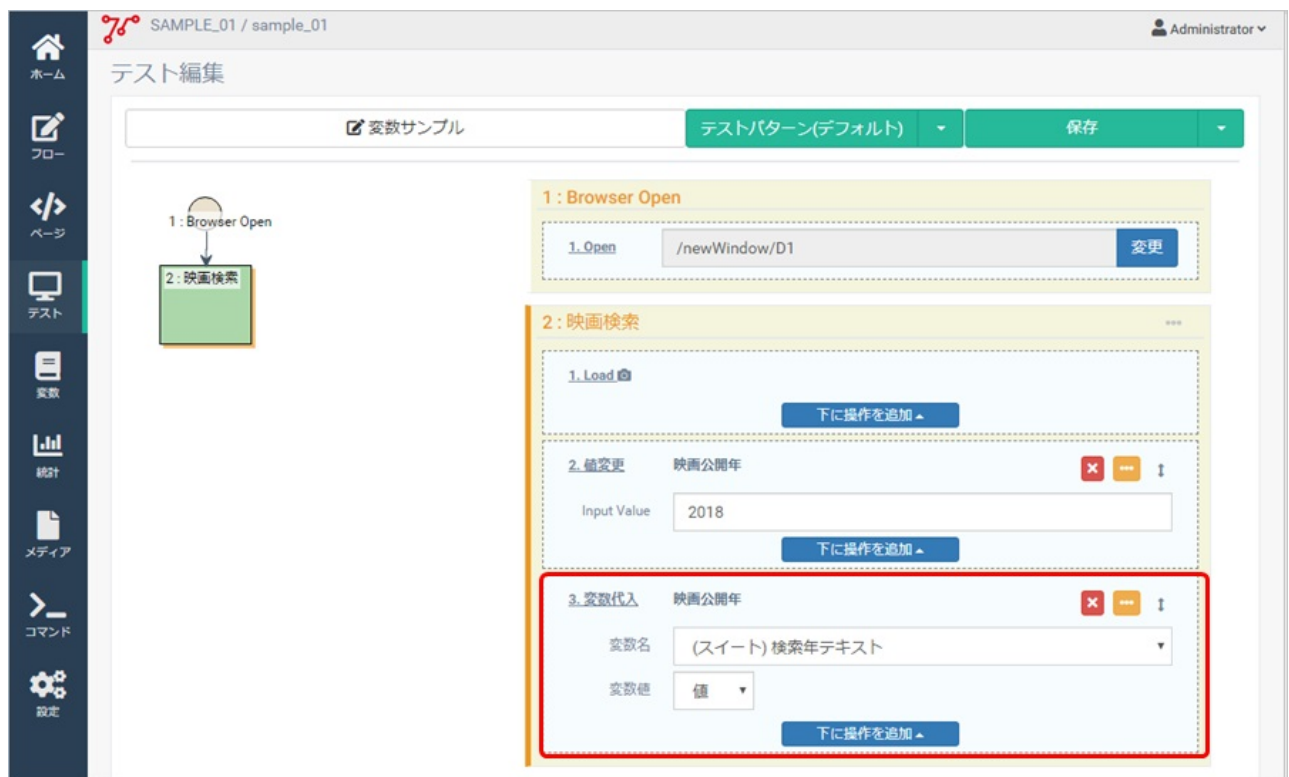 SAMPLE_01 / sample_01
Administrator
ホーム
フロー
ページ
テスト
変数
統計
メディア
コマンド
設定
テスト編集
変数サンプル
テストパターン(デフォルト)
保存
1 : Browser Open
2 : 映画検索
1 : Browser Open
1. Open
/newWindow/D1
変更
2 : 映画検索
1. Load
下に操作を追加
2. 値変更
映画公開年
Input Value
2018
下に操作を追加
3. 変数代入
映画公開年
変数名
(スイート) 検索年テキスト
変数値
値
下に操作を追加